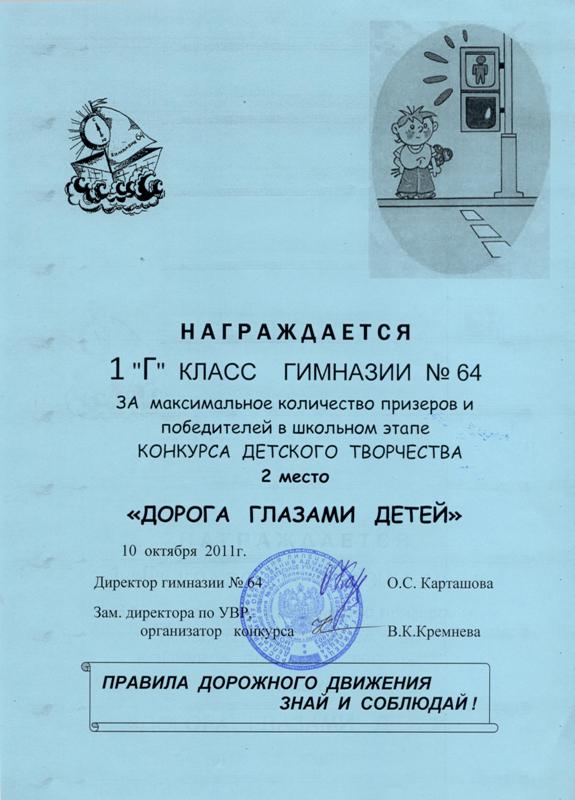 НАГРАЖДАЕТСЯ
1 "Г" КЛАСС ГИМНАЗИИ № 64
ЗА максимальное количество призеров и
победителей в школьном этапе
КОНКУРСА ДЕТСКОГО ТВОРЧЕСТВА
2 место
«ДОРОГА ГЛАЗАМИ ДЕТЕЙ»
10 октября 2011г.
Директор гимназии № 64 О.С. Карташова
Зам. директора по УВР,
организатор конкурса В.К.Кремнева
ПРАВИЛА ДОРОЖНОГО ДВИЖЕНИЯ
ЗНАЙ И СОБЛЮДАЙ!